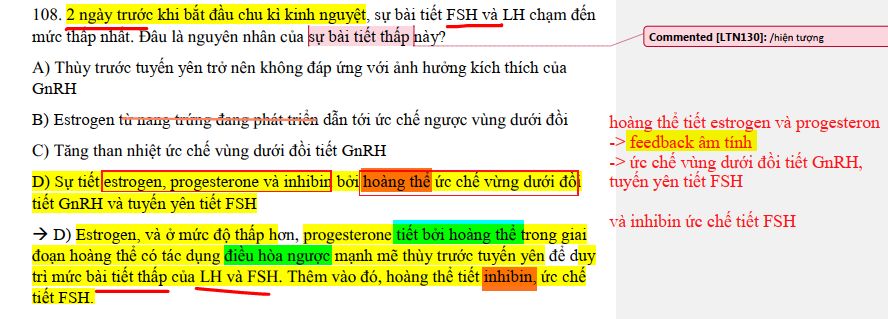 108. 2 ngày trước khi bắt đầu chu kì kinh nguyệt, sự bài tiết FSH và LH chạm đến
mức thấp nhất. Đâu là nguyên nhân của sự bài tiết thấp này?
Commented [LTN130]: /hiện tượng
A) Thùy trước tuyến yên trở nên không đáp ứng với ảnh hưởng kích thích của
GnRH
B) Estrogen từ nang trứng đang phát triển dẫn tới ức chế ngược vùng dưới đồi
C) Tăng than nhiệt ức chế vùng dưới đồi tiết GnRH
D) Sự tiết estrogen, progesterone và inhibin bởi hoàng thể ức chế vừng dưới đồi
tiết GnRH và tuyến yên tiết FSH
→ D) Estrogen, và ở mức độ thấp hơn, progesterone tiết bởi hoàng thể trong giai
đoạn hoàng thể có tác dụng điều hòa ngược mạnh mẽ thùy trước tuyến yên để duy
trì mức bài tiết thấp của LH và FSH. Thêm vào đó, hoàng thể tiết inhibin, ức chế
tiết FSH.
hoàng thể tiết estrogen và progesteron
-> feedback âm tính
-> ức chế vùng dưới đồi tiết GnRH,
tuyến yên tiết FSH
và inhibin ức chế tiết FSH